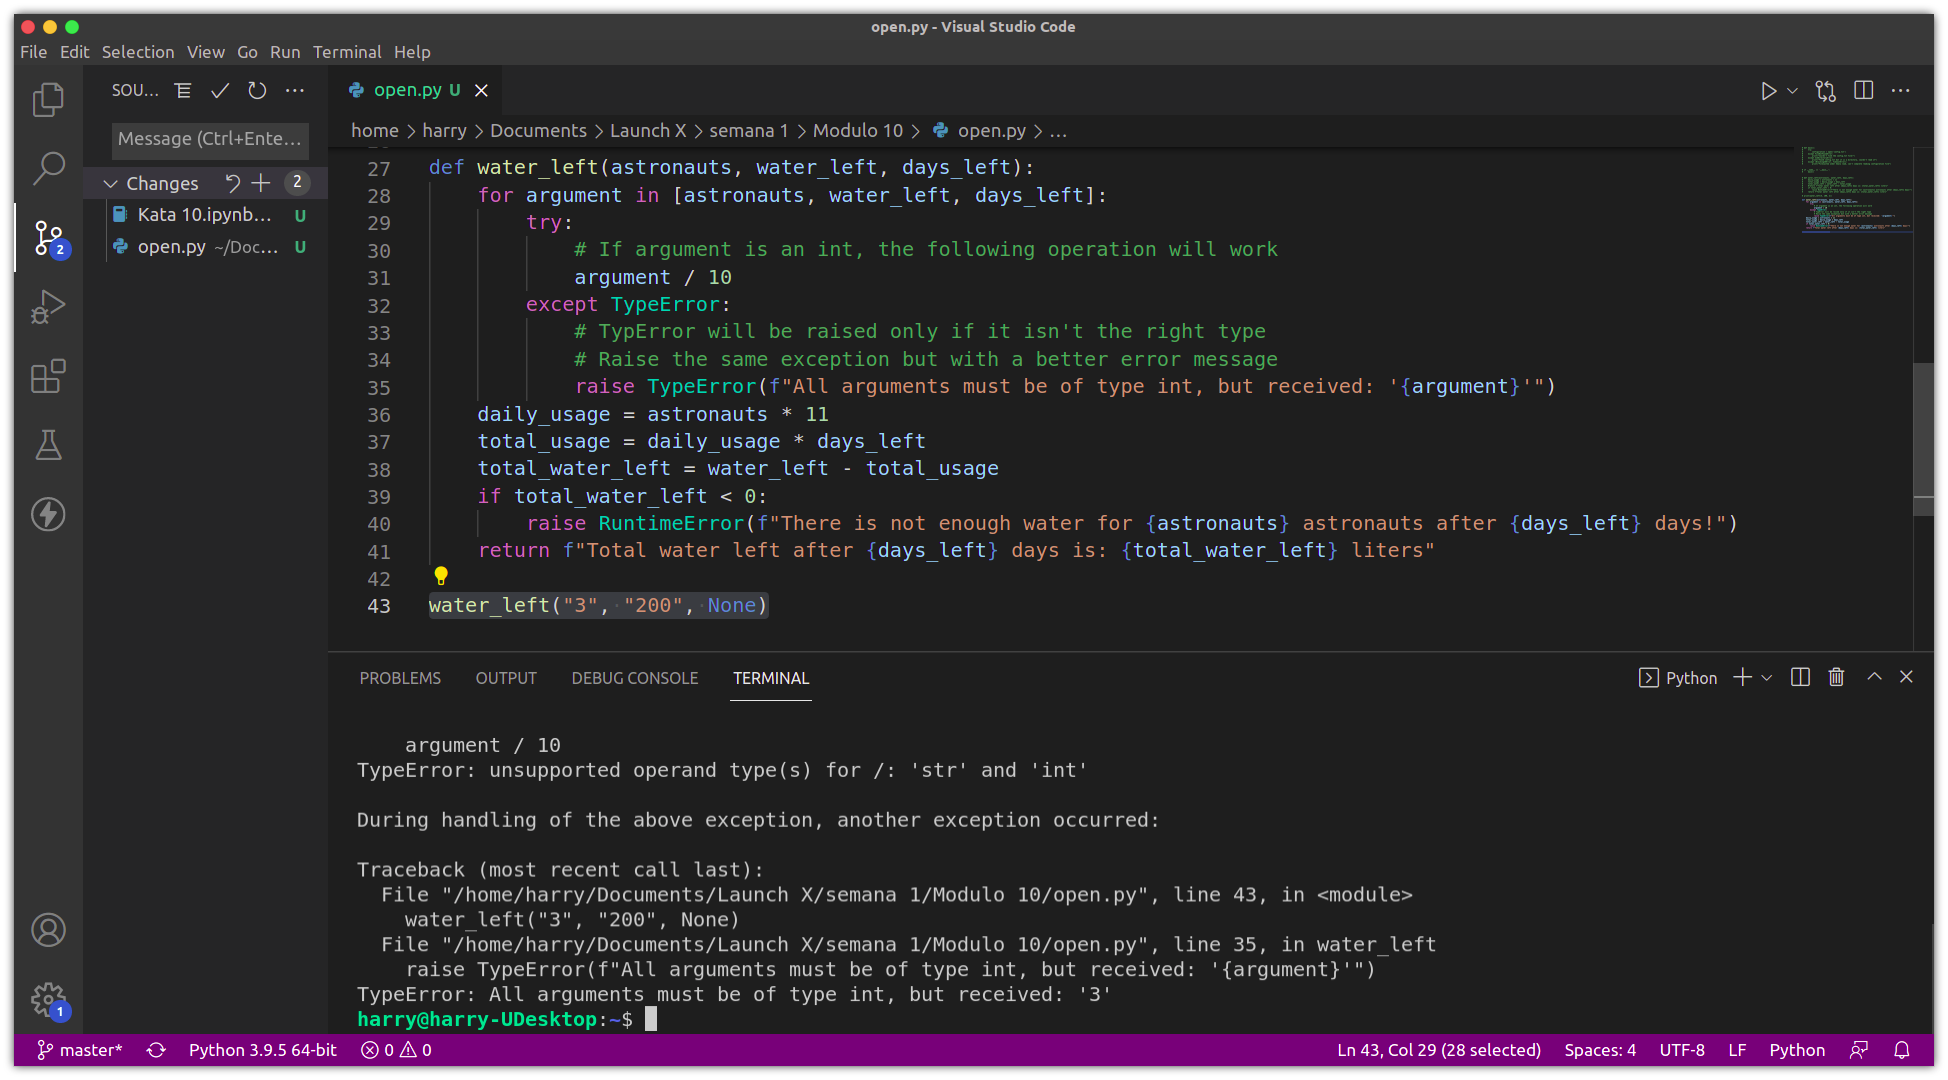 open.py - Visual Studio Code
File Edit Selection View Go Run Terminal Help
SOU...
Message (Ctrl+Ente...
Changes 2
Kata 10.ipynb... U
open.py ~/Doc... U
2
1
open.py U
home > harry > Documents > Launch X > semana 1 > Modulo 10 > open.py > ...
27 def water_left(astronauts, water_left, days_left):
28     for argument in [astronauts, water_left, days_left]:
29         try:
30             # If argument is an int, the following operation will work
31             argument / 10
32         except TypeError:
33             # TypError will be raised only if it isn't the right type
34             # Raise the same exception but with a better error message
35             raise TypeError(f"All arguments must be of type int, but received: '{argument}'")
36     daily_usage = astronauts * 11
37     total_usage = daily_usage * days_left
38     total_water_left = water_left - total_usage
39     if total_water_left < 0:
40         raise RuntimeError(f"There is not enough water for {astronauts} astronauts after {days_left} days!")
41     return f"Total water left after {days_left} days is: {total_water_left} liters"
42
43 water_left("3", "200", None)
PROBLEMS OUTPUT DEBUG CONSOLE TERMINAL
Python
    argument / 10
TypeError: unsupported operand type(s) for /: 'str' and 'int'
During handling of the above exception, another exception occurred:
Traceback (most recent call last):
  File "/home/harry/Documents/Launch X/semana 1/Modulo 10/open.py", line 43, in <module>
    water_left("3", "200", None)
  File "/home/harry/Documents/Launch X/semana 1/Modulo 10/open.py", line 35, in water_left
    raise TypeError(f"All arguments must be of type int, but received: '{argument}'")
TypeError: All arguments must be of type int, but received: '3'
harry@harry-UDesktop:~$
master* Python 3.9.5 64-bit 0 0 Ln 43, Col 29 (28 selected) Spaces: 4 UTF-8 LF Python